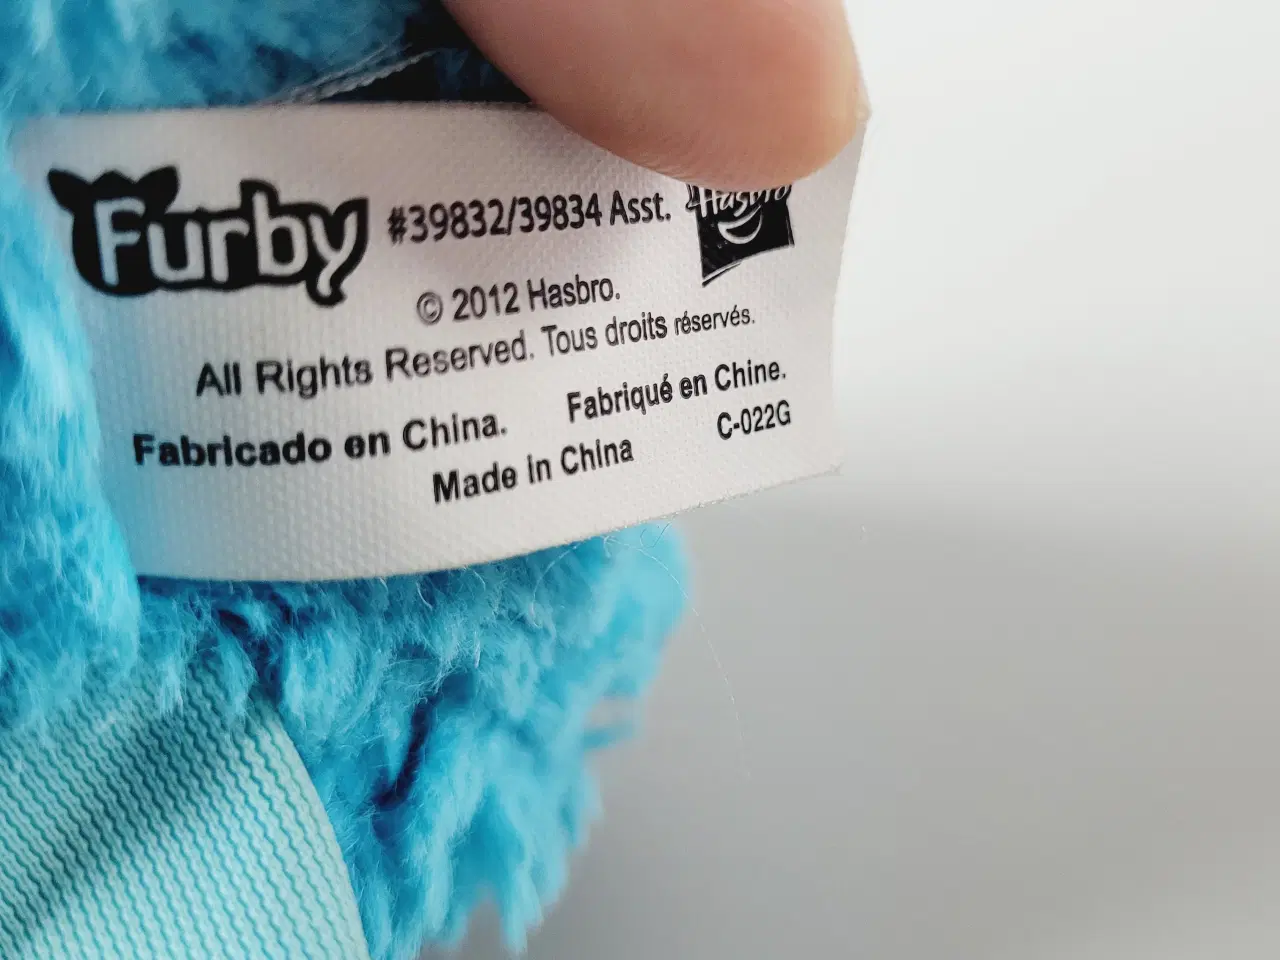 Furby #39832/39834 Asst. Hasbro
© 2012 Hasbro.
All Rights Reserved. Tous droits réservés.
Fabricado en China. Fabriqué en Chine.
Made in China C-022G